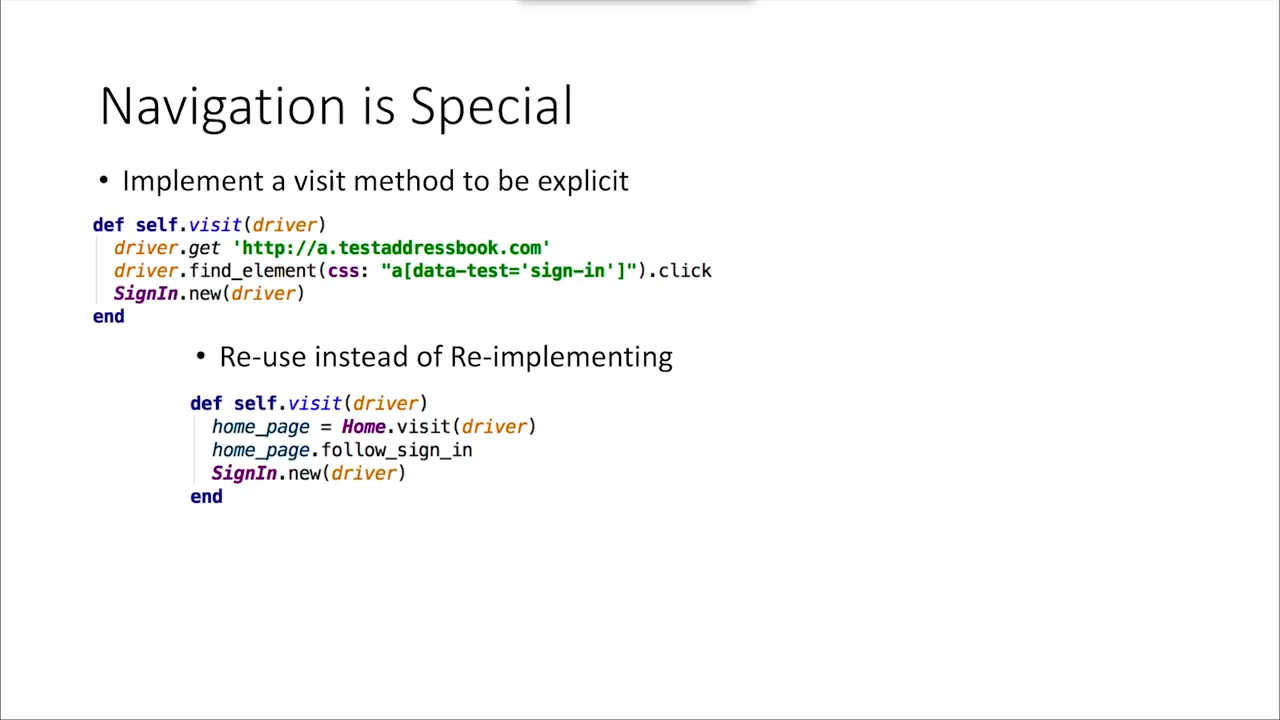 Navigation is Special
• Implement a visit method to be explicit
def self.visit(driver)
driver.get 'http://a.testaddressbook.com'
driver.find_element(css: "a[data-test='sign-in']").click
SignIn.new(driver)
end
• Re-use instead of Re-implementing
def self.visit(driver)
home_page = Home.visit(driver)
home_page.follow_sign_in
SignIn.new(driver)
end